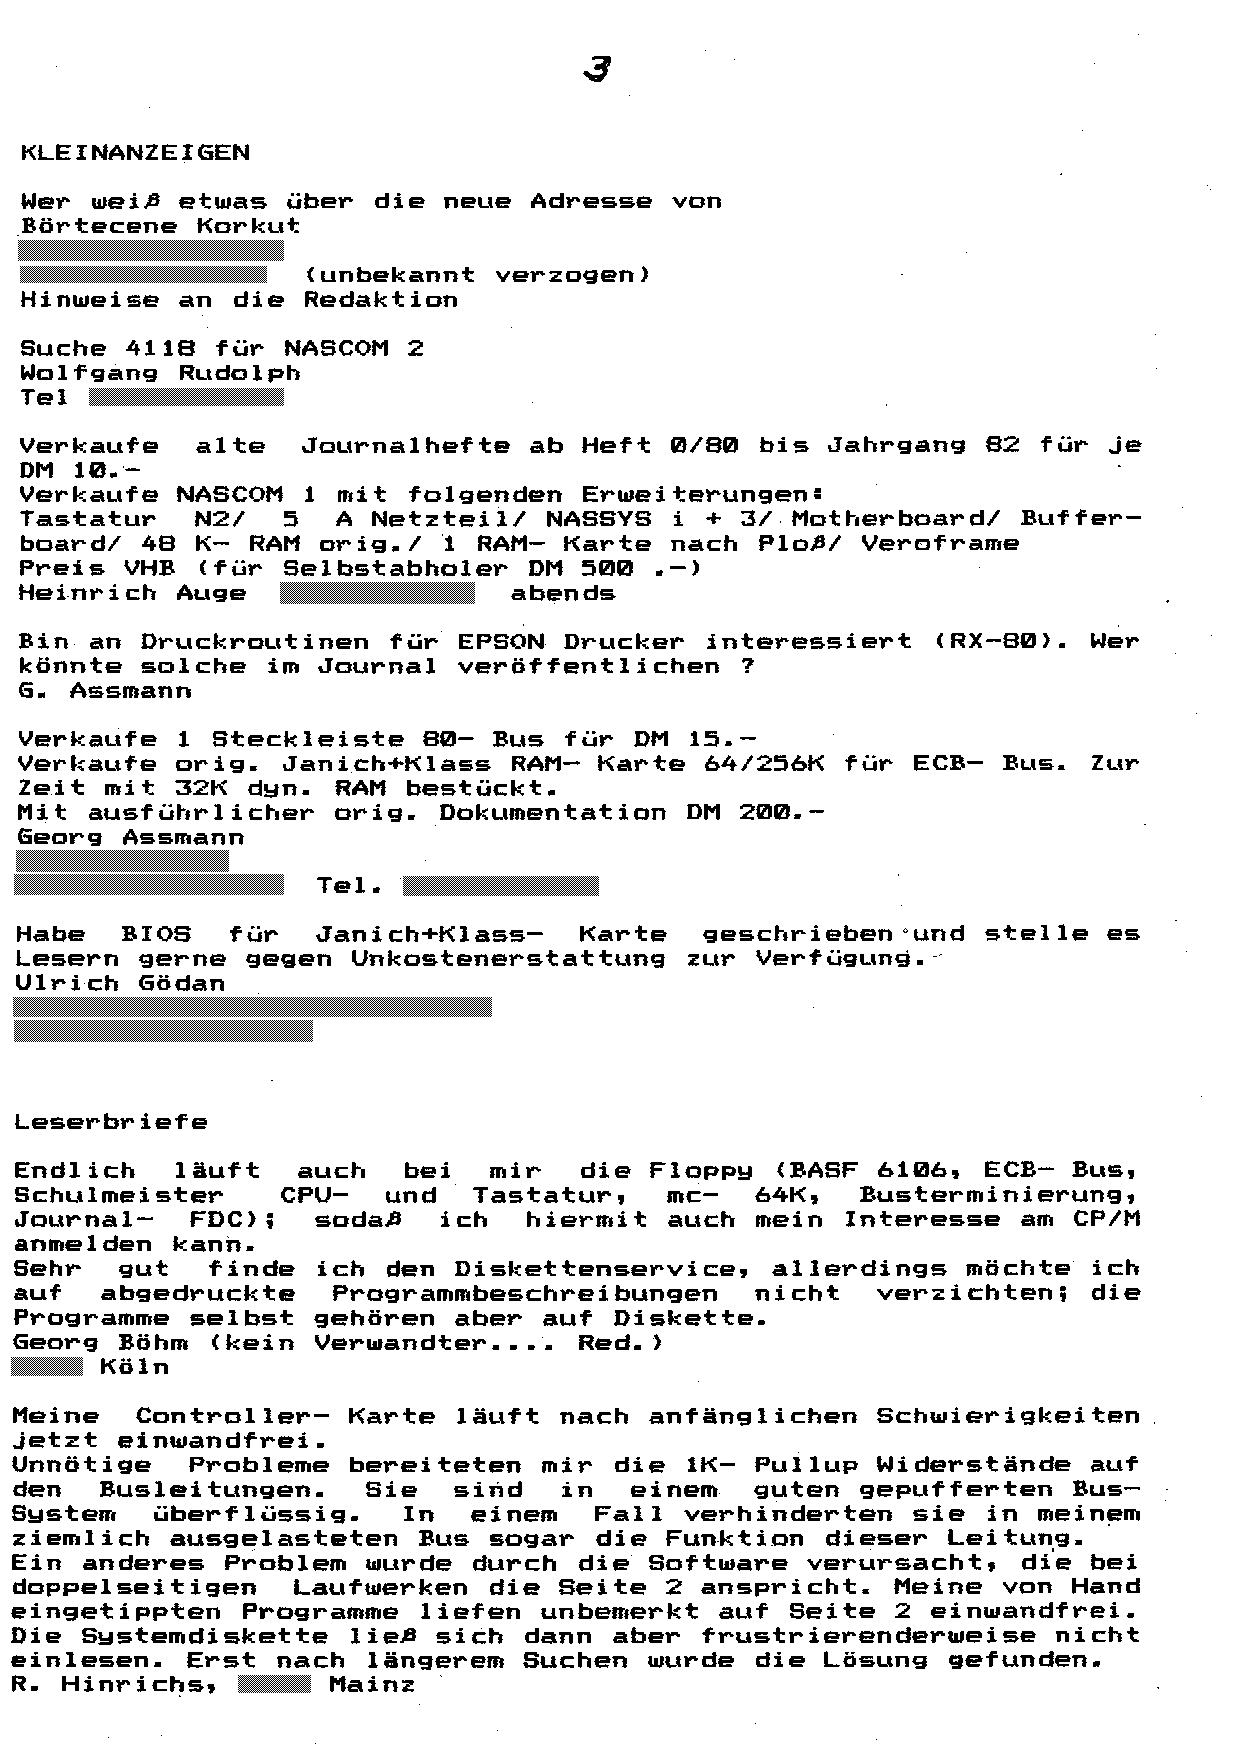 3
KLEINANZEIGEN
Wer weiß etwas über die neue Adresse von
Börtecene Korkut
(unbekannt verzogen)
Hinweise an die Redaktion
Suche 4118 für NASCOM 2
Wolfgang Rudolph
Tel
Verkaufe alte Journalhefte ab Heft 0/80 bis Jahrgang 82 für je
DM 10.-
Verkaufe NASCOM 1 mit folgenden Erweiterungen:
Tastatur N2/ 5 A Netzteil/ NASSYS i + 3/ Motherboard/ Buffer-
board/ 48 K- RAM orig./ 1 RAM- Karte nach Ploß/ Veroframe
Preis VHB (für Selbstabholer DM 500 .-)
Heinrich Auge abends
Bin an Druckroutinen für EPSON Drucker interessiert (RX-80). Wer
könnte solche im Journal veröffentlichen ?
G. Assmann
Verkaufe 1 Steckleiste 80- Bus für DM 15.-
Verkaufe orig. Janich+Klass RAM- Karte 64/256K für ECB- Bus. Zur
Zeit mit 32K dyn. RAM bestückt.
Mit ausführlicher orig. Dokumentation DM 200.-
Georg Assmann
Tel.
Habe BIOS für Janich+Klass- Karte geschrieben und stelle es
Lesern gerne gegen Unkostenerstattung zur Verfügung.
Ulrich Gödan
Leserbriefe
Endlich läuft auch bei mir die Floppy (BASF 6106, ECB- Bus,
Schulmeister CPU- und Tastatur, mc- 64K, Busterminierung,
Journal- FDC); sodaß ich hiermit auch mein Interesse am CP/M
anmelden kann.
Sehr gut finde ich den Diskettenservice, allerdings möchte ich
auf abgedruckte Programmbeschreibungen nicht verzichten; die
Programme selbst gehören aber auf Diskette.
Georg Böhm (kein Verwandter.... Red.)
Köln
Meine Controller- Karte läuft nach anfänglichen Schwierigkeiten
jetzt einwandfrei.
Unnötige Probleme bereiteten mir die 1K- Pullup Widerstände auf
den Busleitungen. Sie sind in einem guten gepufferten Bus-
System überflüssig. In einem Fall verhinderten sie in meinem
ziemlich ausgelasteten Bus sogar die Funktion dieser Leitung.
Ein anderes Problem wurde durch die Software verursacht, die bei
doppelseitigen Laufwerken die Seite 2 anspricht. Meine von Hand
eingetippten Programme liefen unbemerkt auf Seite 2 einwandfrei.
Die Systemdiskette ließ sich dann aber frustrierenderweise nicht
einlesen. Erst nach längerem Suchen wurde die Lösung gefunden.
R. Hinrichs, Mainz